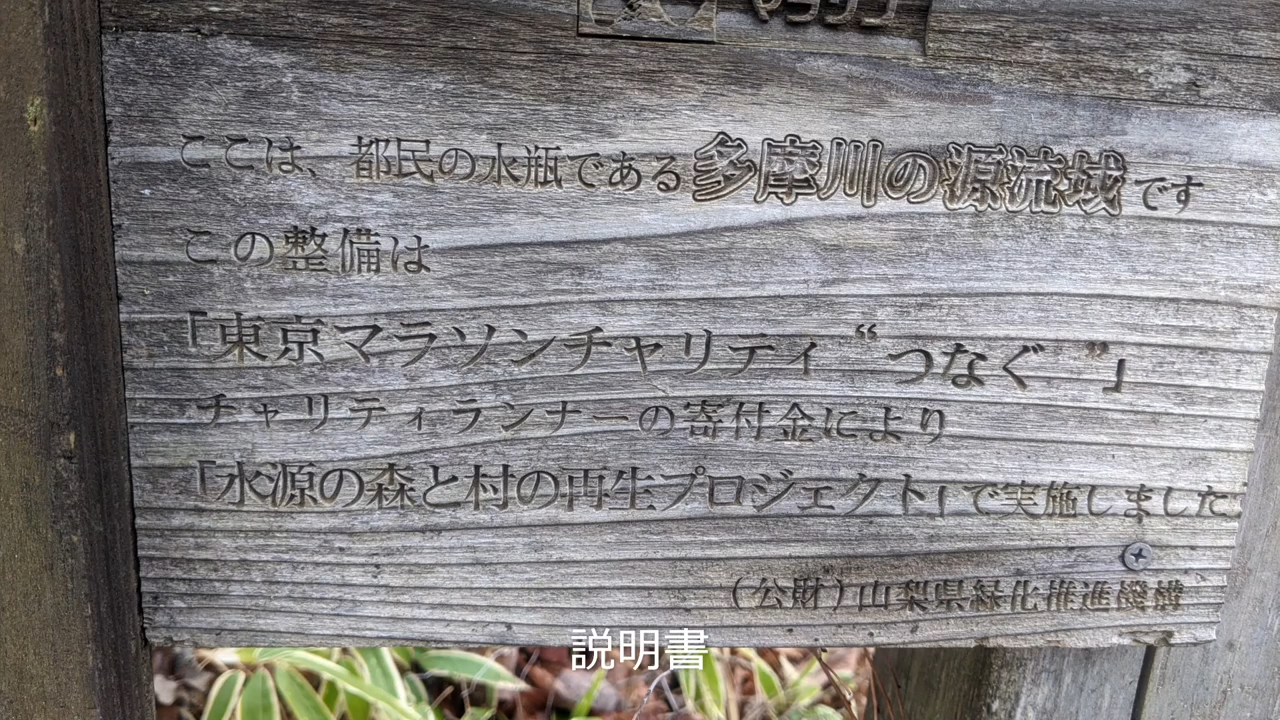 ここは、都民の水瓶である多摩川の源流域です
この整備は
「東京マラソンチャリティ“つなぐ ”」
チャリティランナーの寄付金により
「水源の森と村の再生プロジェクト」で実施しました
(公財)山梨県緑化推進機構
説明書